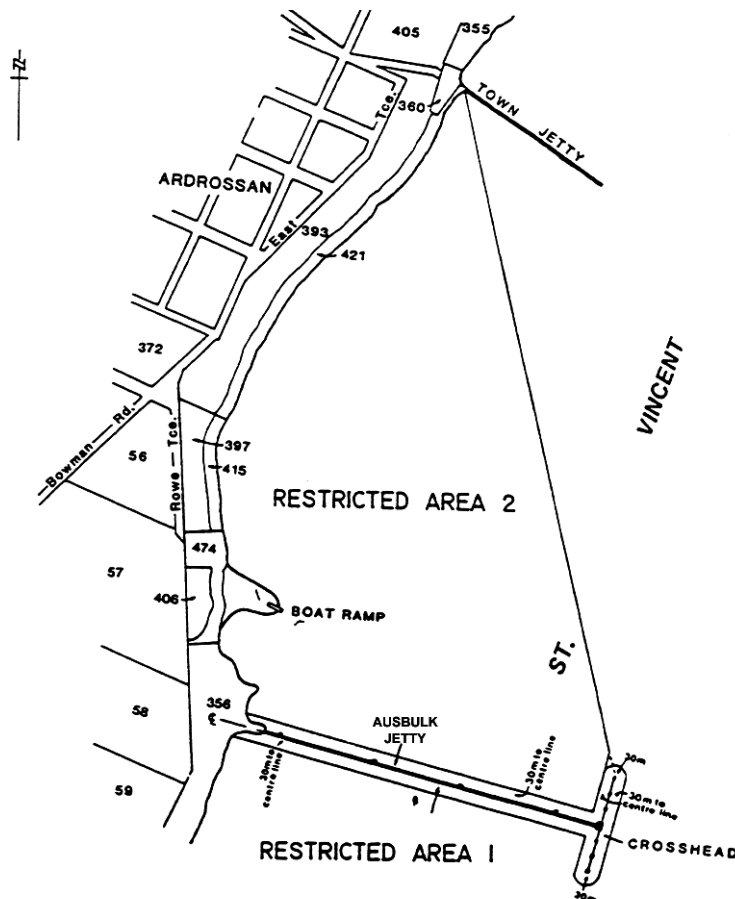 405
355
Z
360
Tce.
TOWN JETTY
ARDROSSAN
East
393
421
372
VINCENT
Bowman Rd.
56
Rowe Tce.
397
415
RESTRICTED AREA 2
474
57
406
BOAT RAMP
ST.
58
356
AUSBULK
JETTY
30m to
centre line
30m to
centre line
30m
30m to
centre line
59
CROSSHEAD
RESTRICTED AREA 1
30m